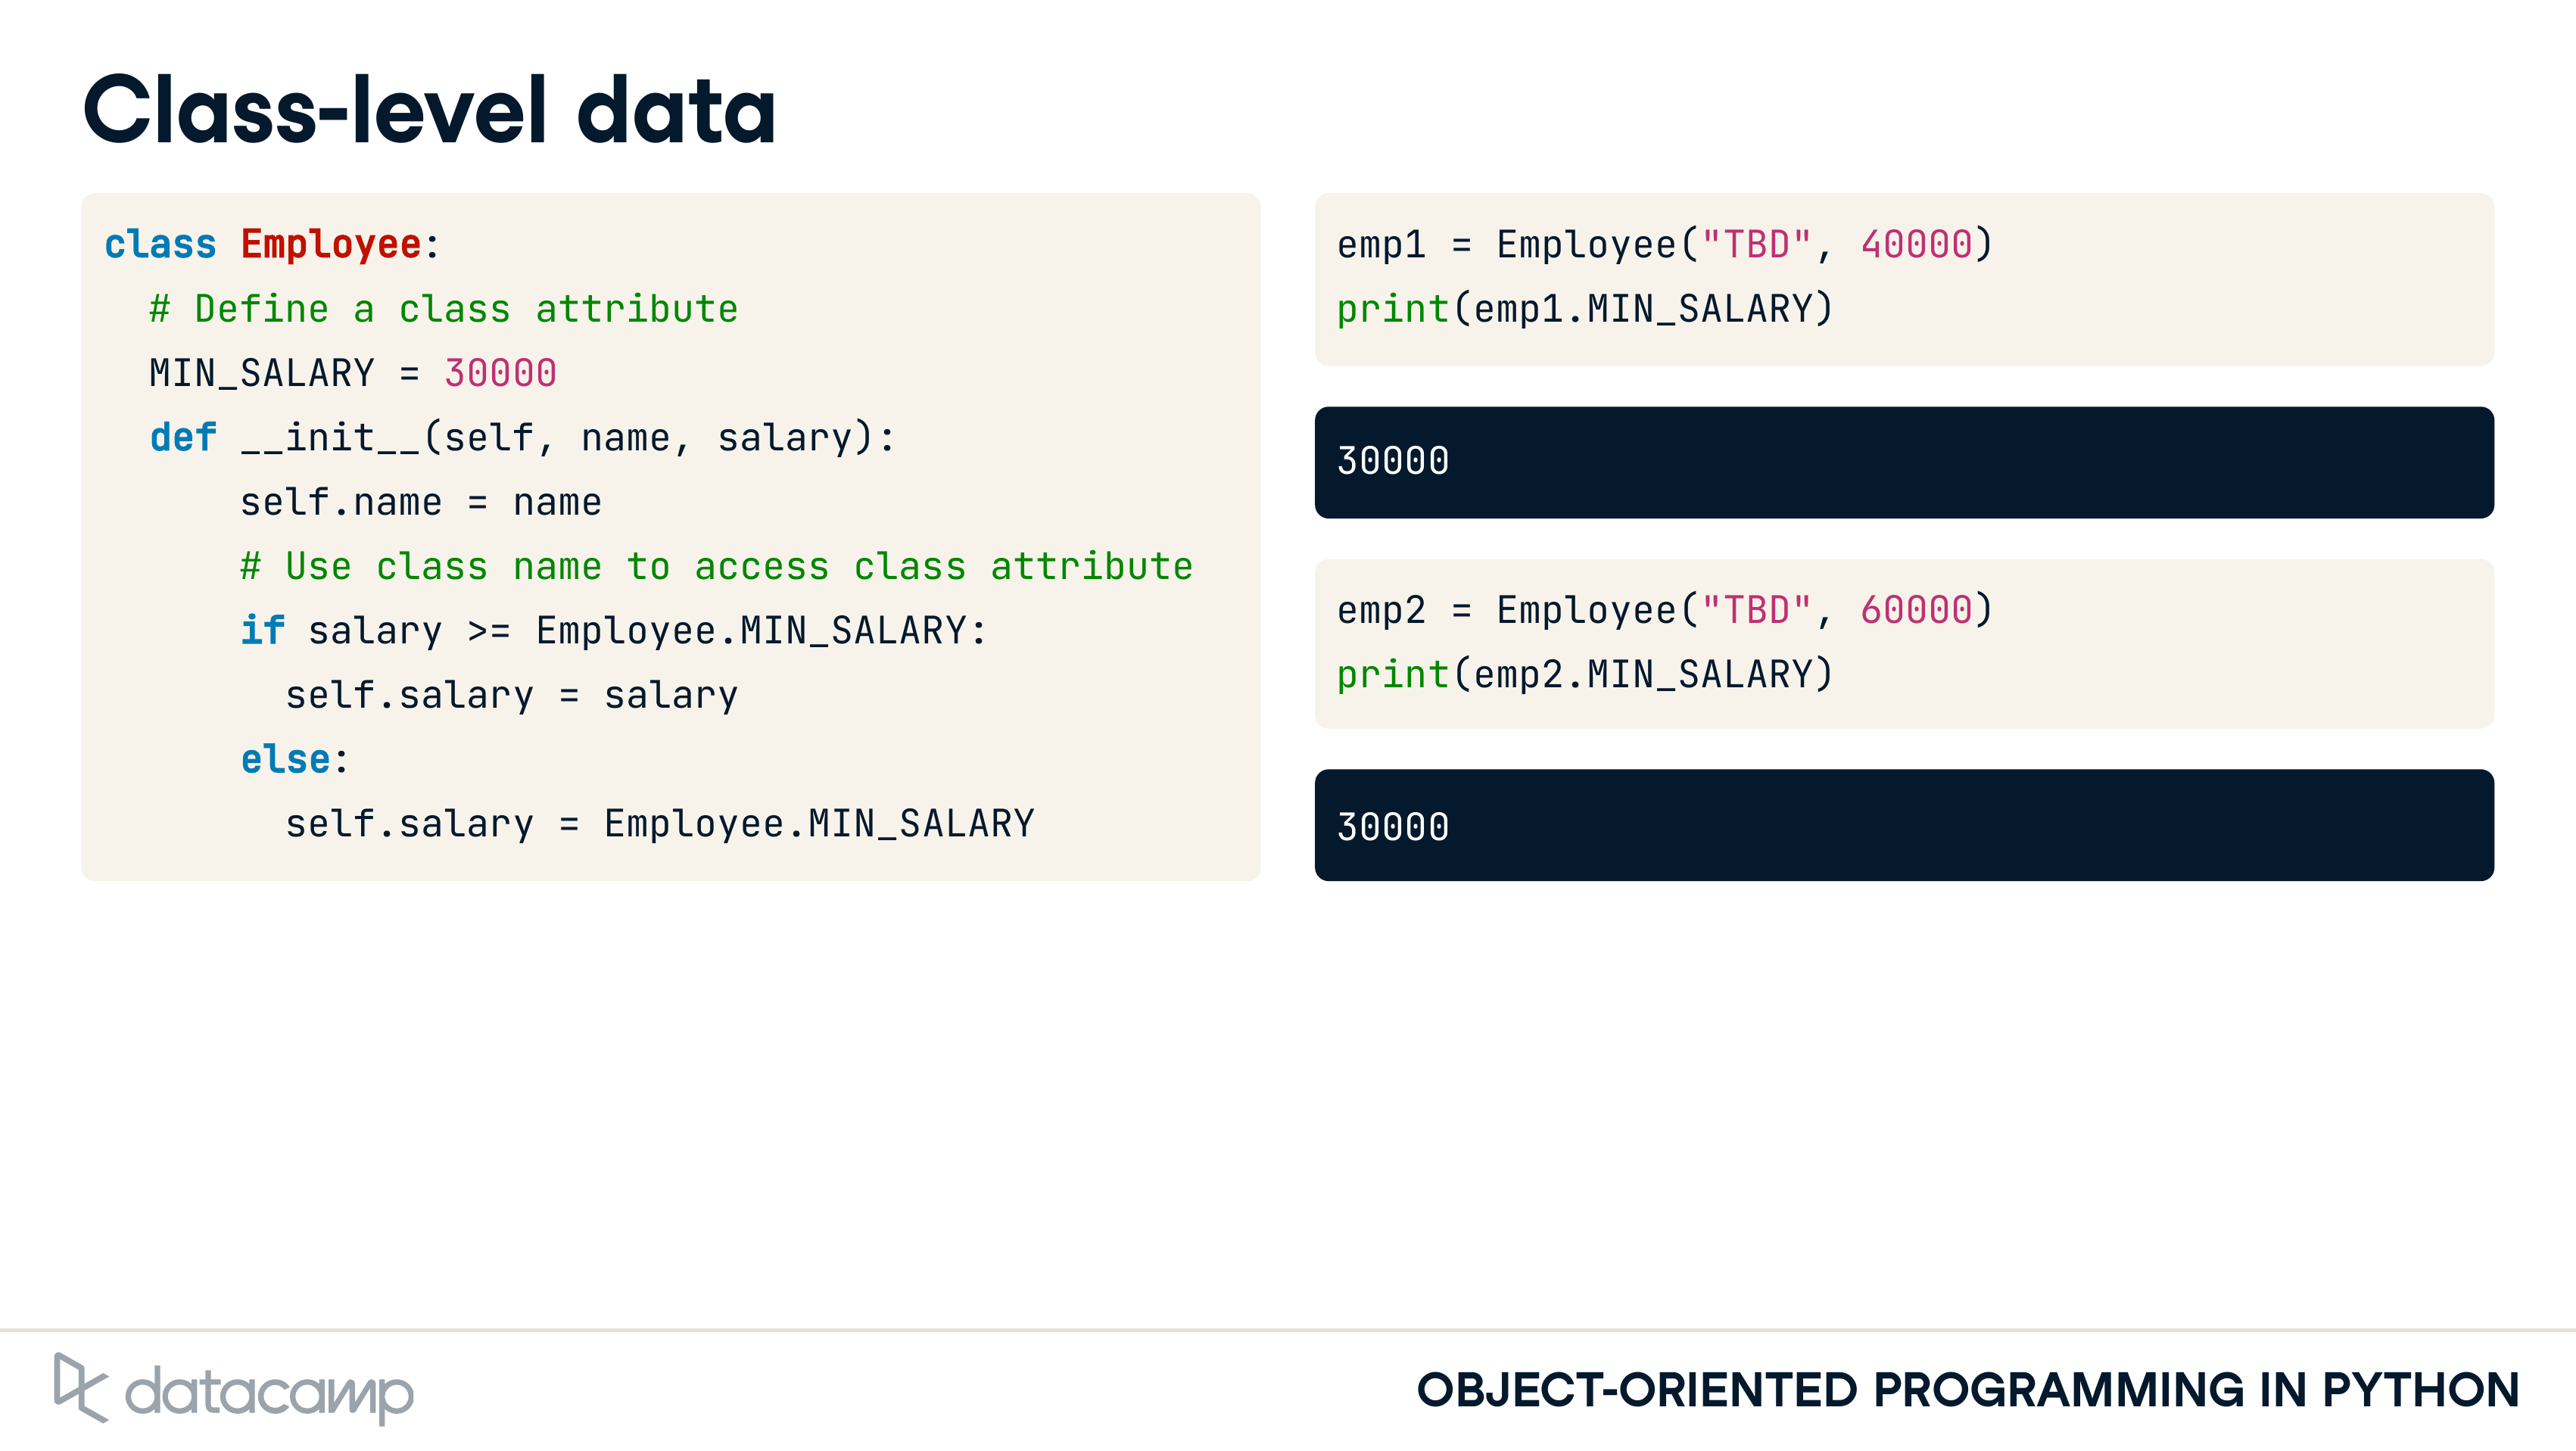 Class-level data
class Employee:
  # Define a class attribute
  MIN_SALARY = 30000
  def __init__(self, name, salary):
      self.name = name
      # Use class name to access class attribute
      if salary >= Employee.MIN_SALARY:
        self.salary = salary
      else:
        self.salary = Employee.MIN_SALARY
emp1 = Employee("TBD", 40000)
print(emp1.MIN_SALARY)
30000
emp2 = Employee("TBD", 60000)
print(emp2.MIN_SALARY)
30000
datacamp
OBJECT-ORIENTED PROGRAMMING IN PYTHON